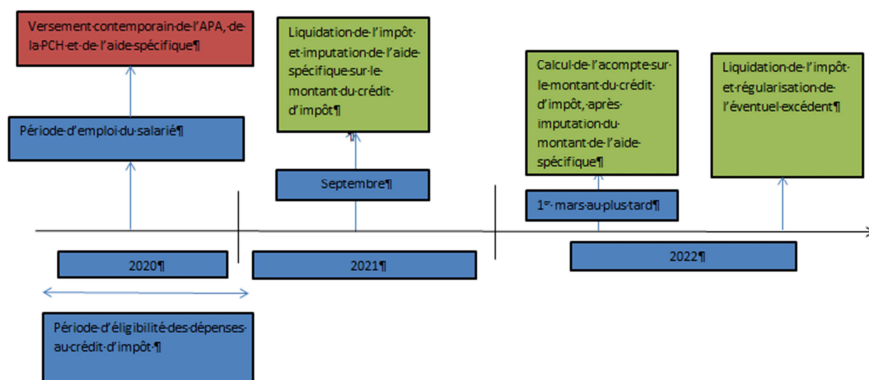 Versement·contemporain·de·l'APA,·de·
la·PCH·et·de·l'aide·spécifique¶
Période·d'emploi·du·salarié¶
Liquidation·de·l'impôt·
et·imputation·de·l'aide·
spécifique·sur·le·
montant·du·crédit·
d'impôt¶
¶
Septembre¶
Calcul·de·l'acompte·sur·
le·montant·du·crédit·
d'impôt,·après·
imputation·du·
montant·de·l'aide·
spécifique¶
1er·mars·au·plus·tard¶
Liquidation·de·l'impôt·
et·régularisation·de·
l'éventuel·excédent¶
2020¶
2021¶
2022¶
Période·d'éligibilité·des·dépenses·
au·crédit·d'impôt·¶